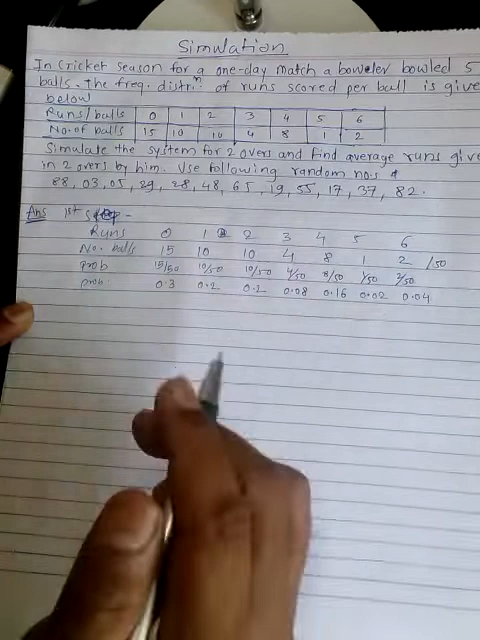 Simulation
In Cricket season for a one-day match a bowler bowled 5
balls. The freq. distriⁿ of runs scored per ball is give
below
Runs/balls 0 1 2 3 4 5 6
No. of balls 15 10 10 4 8 1 2
Simulate the system for 2 overs and find average runs give
in 2 overs by him. Use following random no.s
88, 03, 05, 29, 28, 48, 65, 19, 55, 17, 37, 82.
Ans 1st step -
Runs 0 1 2 3 4 5 6
No. balls 15 10 10 4 8 1 2 /50
prob 15/50 10/50 10/50 4/50 8/50 1/50 2/50
prob. 0.3 0.2 0.2 0.08 0.16 0.02 0.04